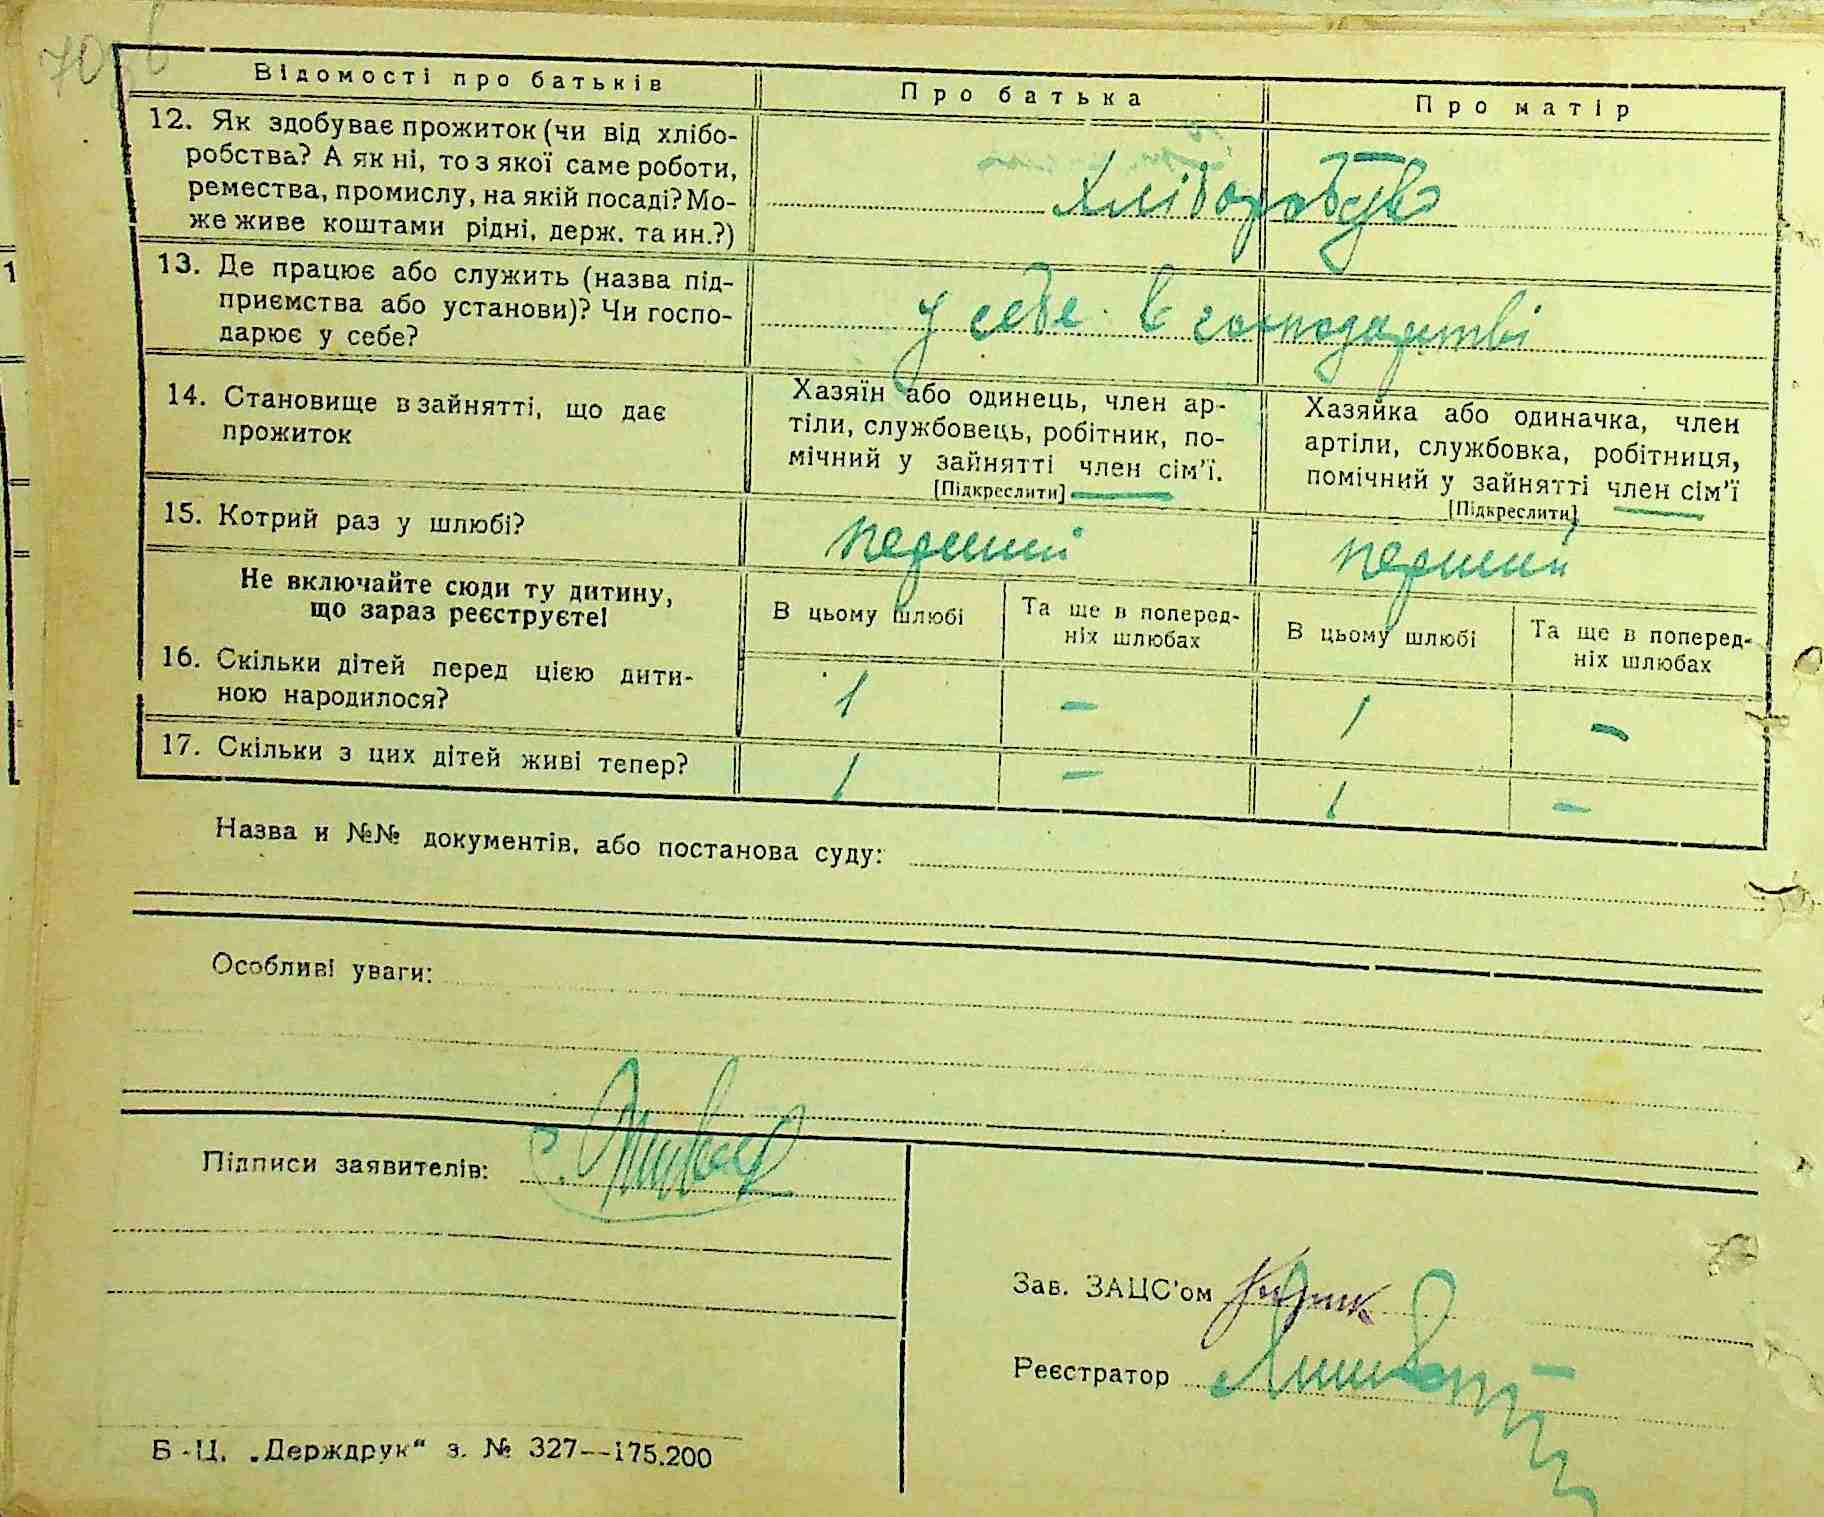 70зв
Відомості про батьків
Про батька
Про матір
12. Як здобуває прожиток (чи від хлібо-
робства? А як ні, то з якої саме роботи,
ремества, промислу, на якій посаді? Мо-
же живе коштами рідні, держ. та ин.?)
Хліборобств
13. Де працює або служить (назва під-
приємства або установи)? Чи госпо-
дарює у себе?
у себе в господарстві
14. Становище в зайнятті, що дає
прожиток
Хазяїн або одинець, член ар-
тіли, службовець, робітник, по-
мічний у зайнятті член сім'ї.
[Підкреслити]
Хазяйка або одиначка, член
артіли, службовка, робітниця,
помічний у зайнятті член сім'ї
[Підкреслити]
15. Котрий раз у шлюбі?
перший
перший
Не включайте сюди ту дитину,
що зараз реєструєте!
В цьому шлюбі
Та ще в поперед-
ніх шлюбах
В цьому шлюбі
Та ще в поперед-
ніх шлюбах
16. Скільки дітей перед цією дити-
ною народилося?
1 – 1 –
17. Скільки з цих дітей живі тепер?
1 – 1 –
Назва и №№ документів, або постанова суду:
Особливі уваги:
Підписи заявителів:
Зав. ЗАЦС'ом
Реєстратор
Б-Ц. „Держдрук“ з. № 327—175.200
1